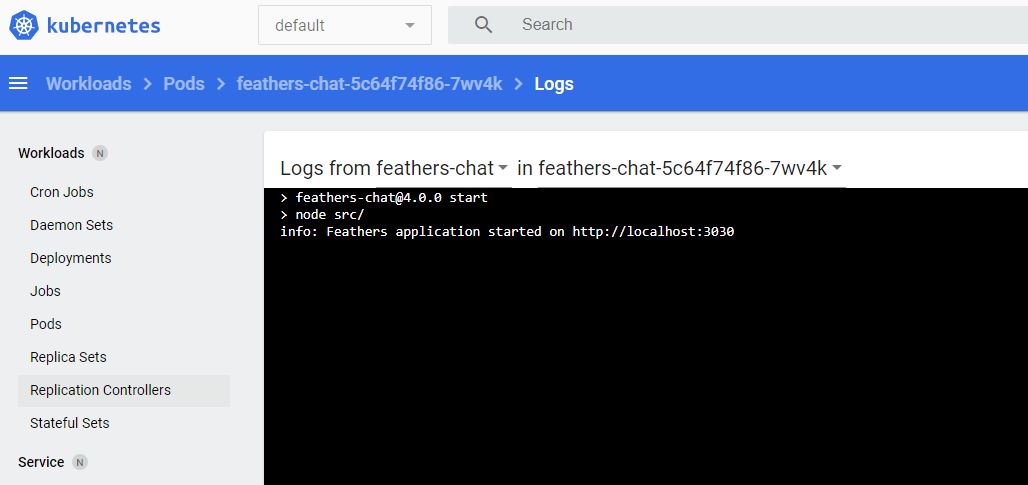 kubernetes
default
Search
Workloads > Pods > feathers-chat-5c64f74f86-7wv4k > Logs
Workloads N
Cron Jobs
Daemon Sets
Deployments
Jobs
Pods
Replica Sets
Replication Controllers
Stateful Sets
Service N
Logs from feathers-chat in feathers-chat-5c64f74f86-7wv4k
> feathers-chat@4.0.0 start
> node src/
info: Feathers application started on http://localhost:3030